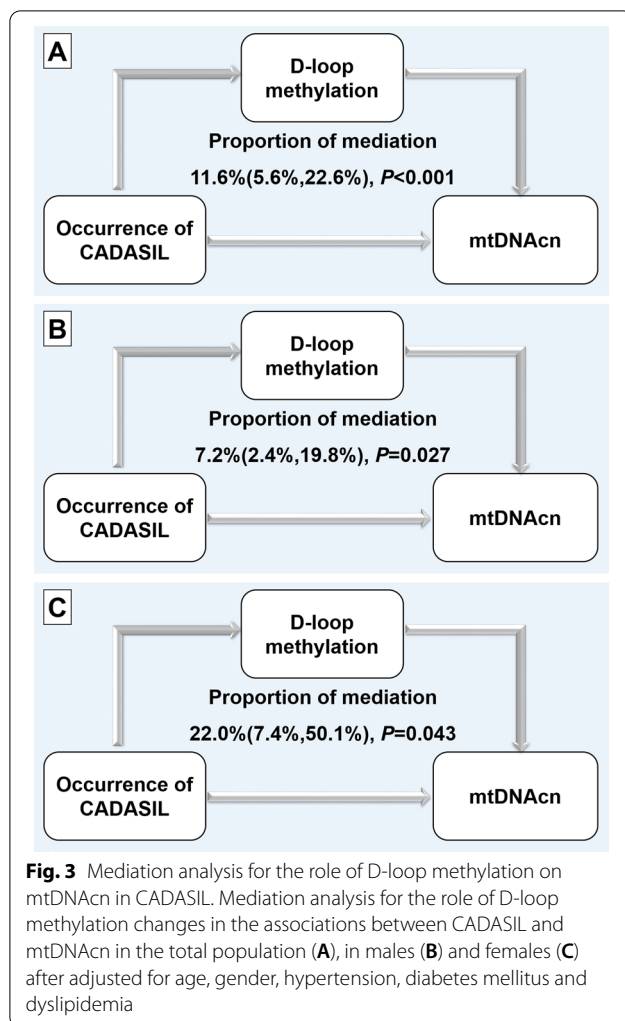 A
D-loop
methylation
Proportion of mediation
11.6%(5.6%,22.6%), P<0.001
Occurrence of
CADASIL
mtDNAcn
B
D-loop
methylation
Proportion of mediation
7.2%(2.4%,19.8%), P=0.027
Occurrence of
CADASIL
mtDNAcn
C
D-loop
methylation
Proportion of mediation
22.0%(7.4%,50.1%), P=0.043
Occurrence of
CADASIL
mtDNAcn
Fig. 3 Mediation analysis for the role of D-loop methylation on
mtDNAcn in CADASIL. Mediation analysis for the role of D-loop
methylation changes in the associations between CADASIL and
mtDNAcn in the total population (A), in males (B) and females (C)
after adjusted for age, gender, hypertension, diabetes mellitus and
dyslipidemia